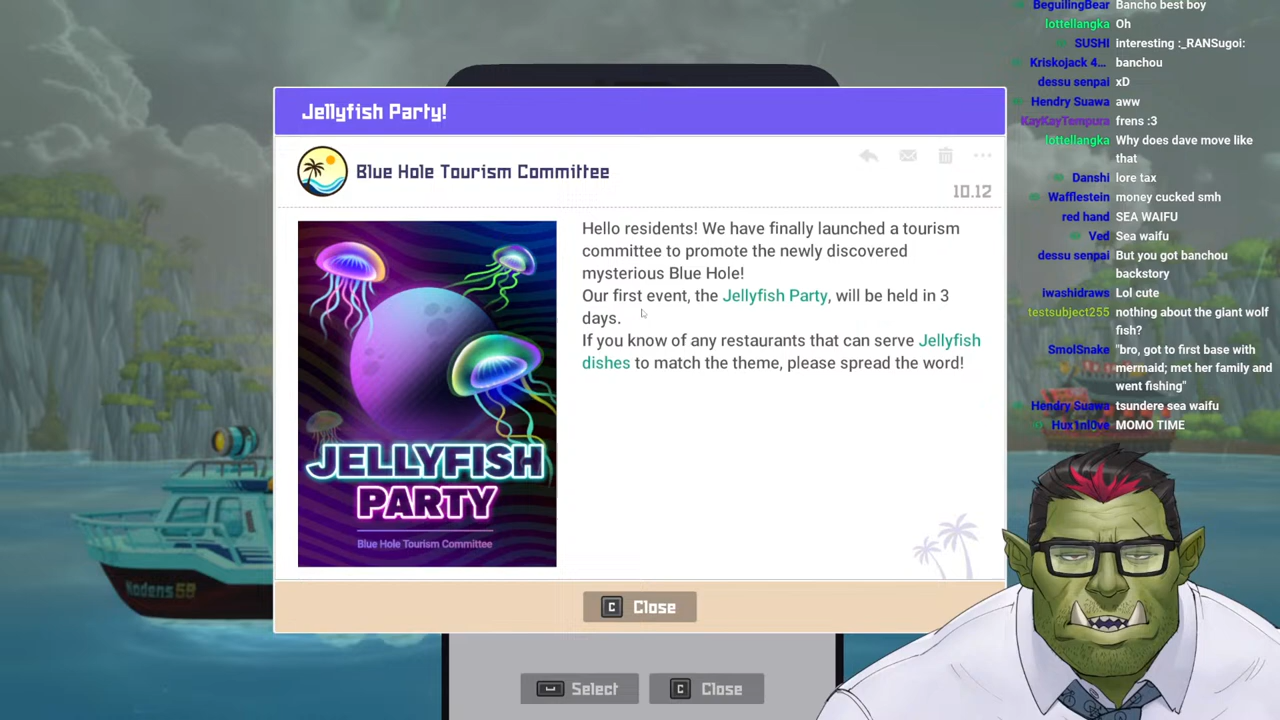 Jellyfish Party!
Blue Hole Tourism Committee
10.12
Hello residents! We have finally launched a tourism
committee to promote the newly discovered
mysterious Blue Hole!
Our first event, the Jellyfish Party, will be held in 3
days.
If you know of any restaurants that can serve Jellyfish
dishes to match the theme, please spread the word!
JELLYFISH
PARTY
Blue Hole Tourism Committee
C Close
Select
C Close
Nodens58
BeguilingBear Bancho best boy
lottellangka Oh
SUSHI interesting :_RANSugoi:
Kriskojack 4... banchou
dessu senpai xD
Hendry Suawa aww
KayKayTempura frens :3
lottellangka Why does dave move like
that
Danshi lore tax
Wafflestein money cucked smh
red hand SEA WAIFU
Ved Sea waifu
dessu senpai But you got banchou
backstory
iwashidraws Lol cute
testsubject255 nothing about the giant wolf
fish?
SmolSnake "bro, got to first base with
mermaid; met her family and
went fishing"
Hendry Suawa tsundere sea waifu
Hux1nl0ve MOMO TIME